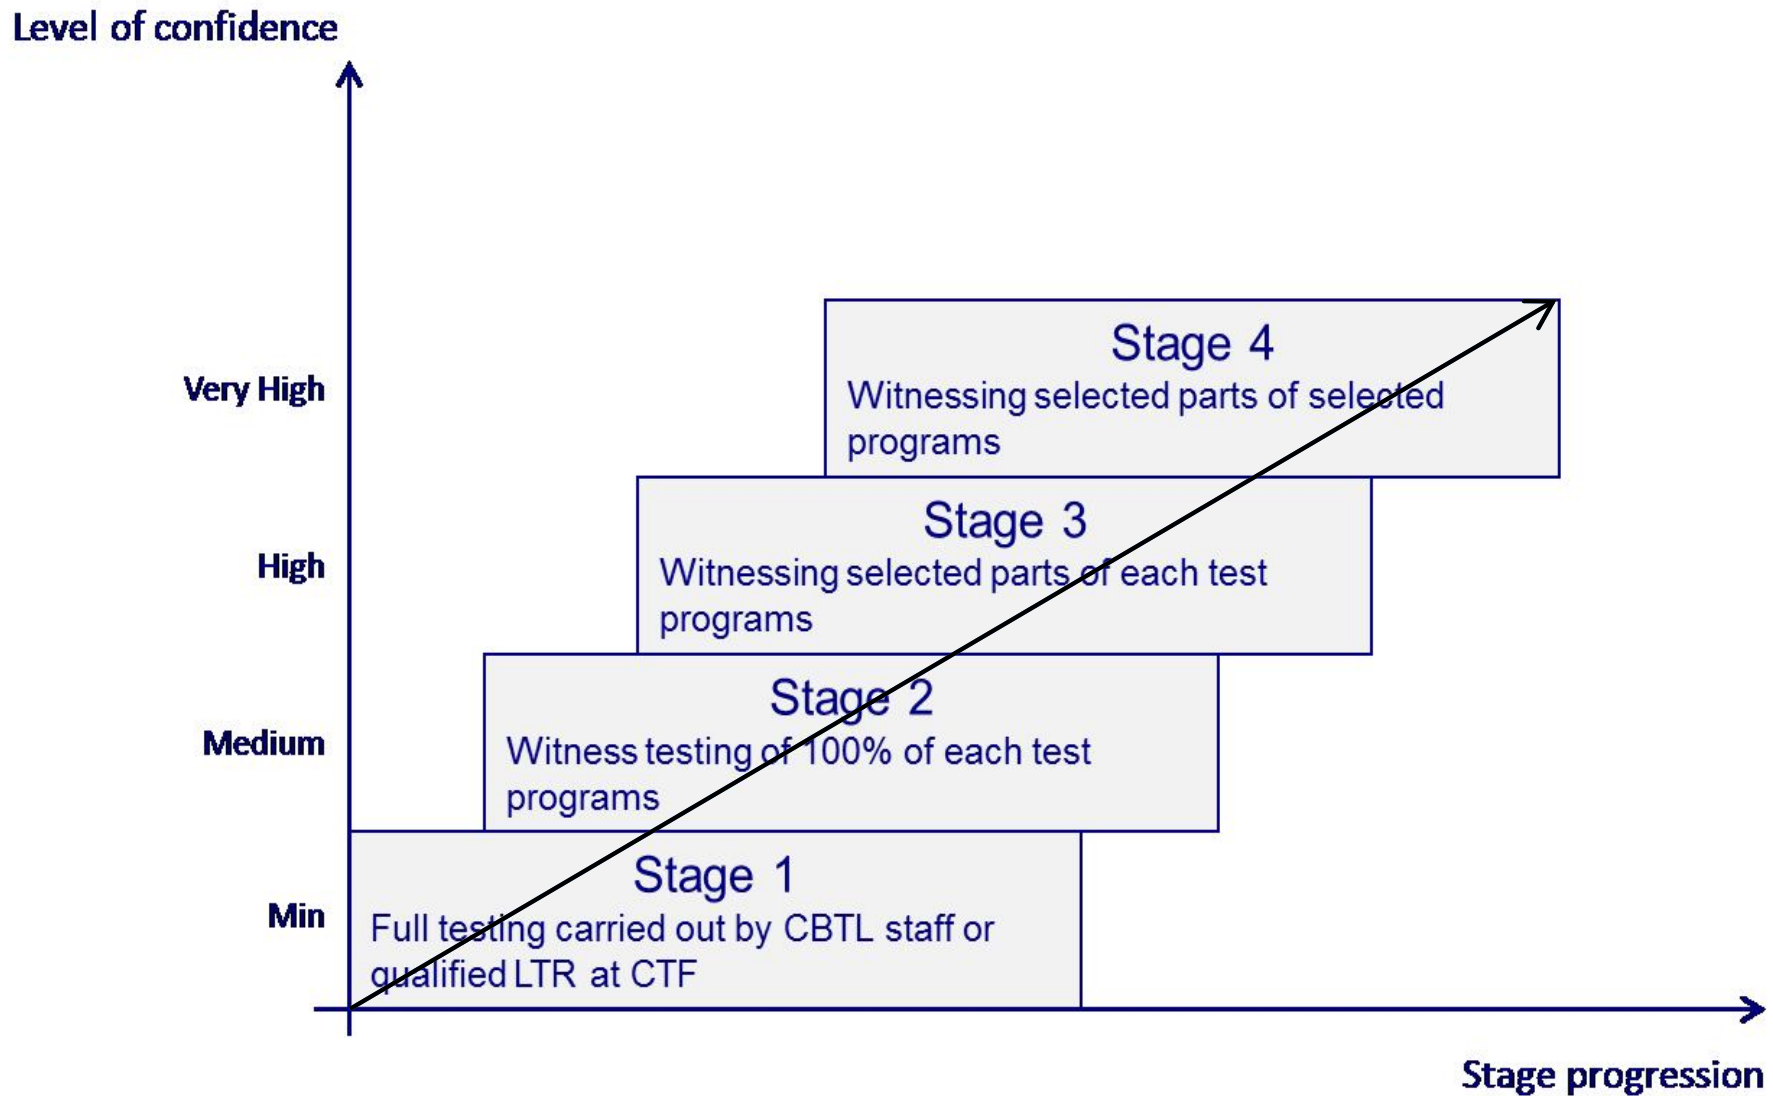 Level of confidence
Very High
Stage 4
Witnessing selected parts of selected
programs
High
Stage 3
Witnessing selected parts of each test
programs
Medium
Stage 2
Witness testing of 100% of each test
programs
Min
Stage 1
Full testing carried out by CBTL staff or
qualified LTR at CTF
Stage progression